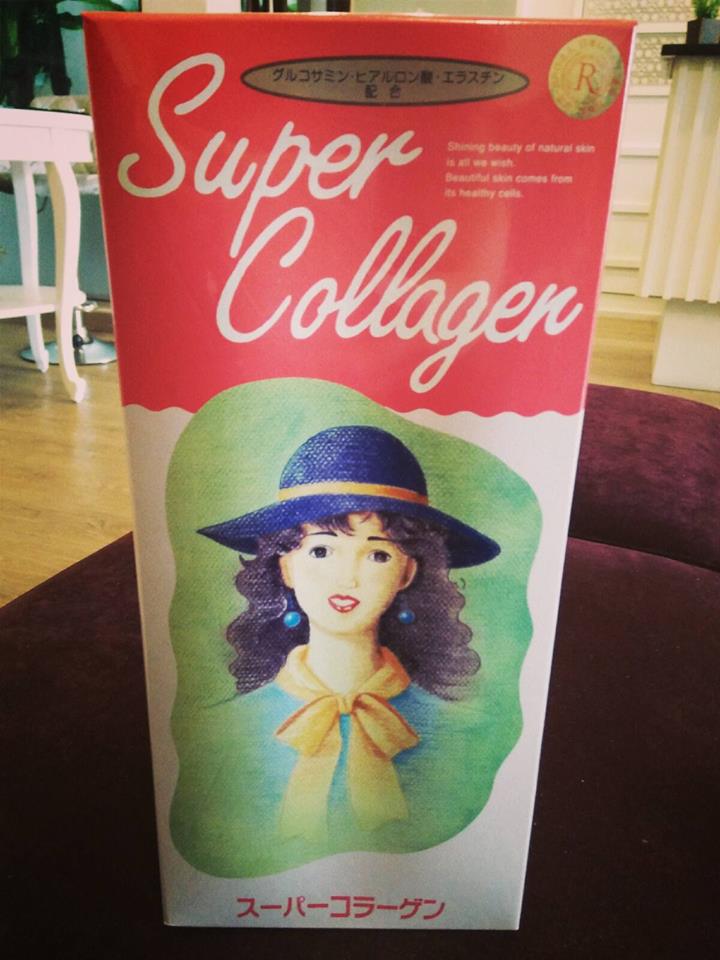 グルコサミン・ヒアルロン酸・エラスチン
配合
R
Super
Shining beauty of natural skin
is all we wish.
Beautiful skin comes from
its healthy cells.
Collagen
スーパーコラーゲン